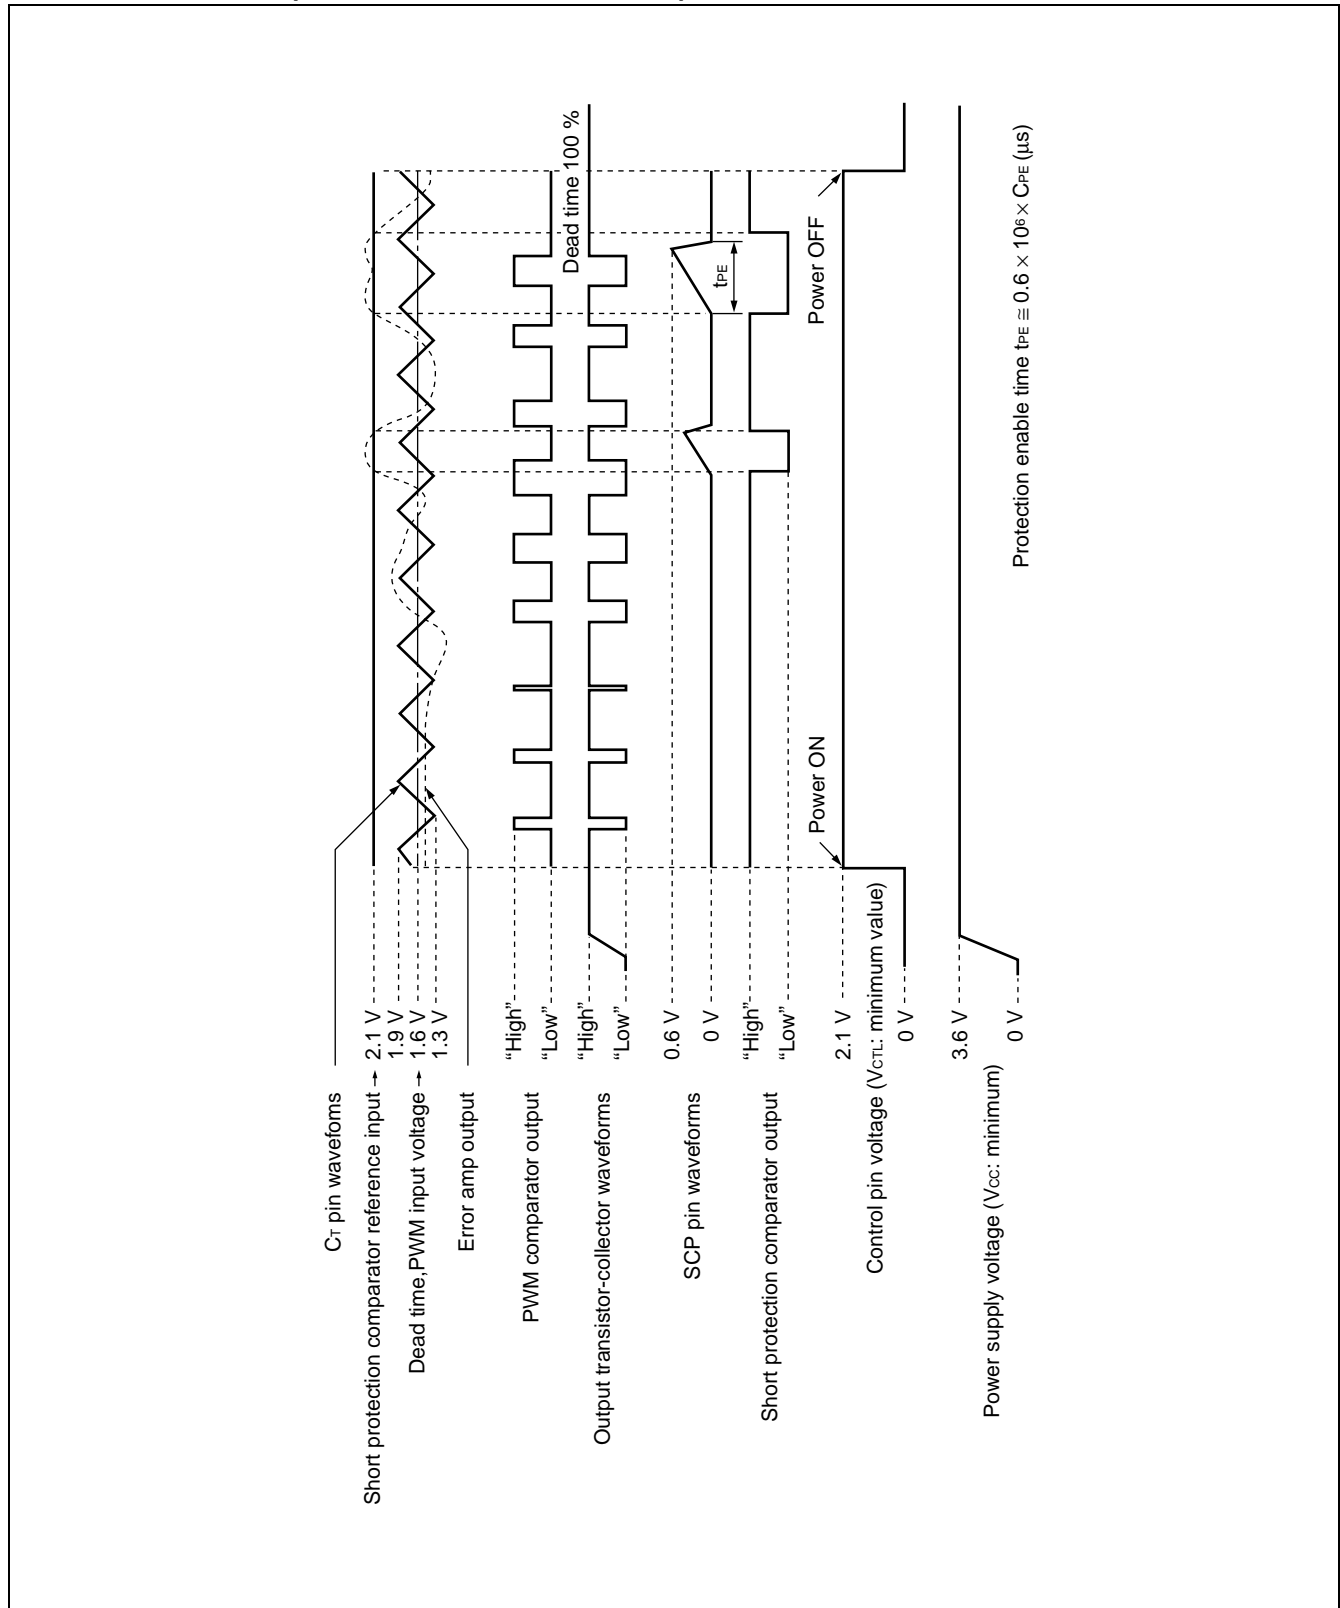 CT pin wavefoms
Short protection comparator reference input
2.1 V
1.9 V
Dead time,PWM input voltage
1.6 V
1.3 V
Error amp output
PWM comparator output
“High”
“Low”
Output transistor-collector wavefoms
“High”
“Low”
Dead time 100 %
SCP pin wavefoms
0.6 V
0 V
tPE
Short protection comparator output
“High”
“Low”
Power ON
Power OFF
2.1 V
Control pin voltage (VCTL: minimum value)
0 V
3.6 V
Power supply voltage (VCC: minimum)
0 V
Protection enable time tPE ≅ 0.6 × 10⁶ × CPE (µs)